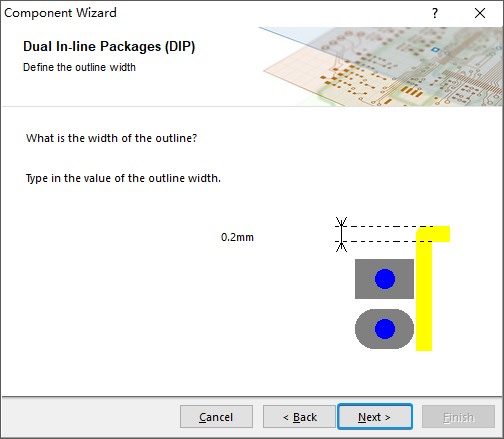 Component Wizard
?
Dual In-line Packages (DIP)
Define the outline width
What is the width of the outline?
Type in the value of the outline width.
0.2mm
Cancel
< Back
Next >
Finish